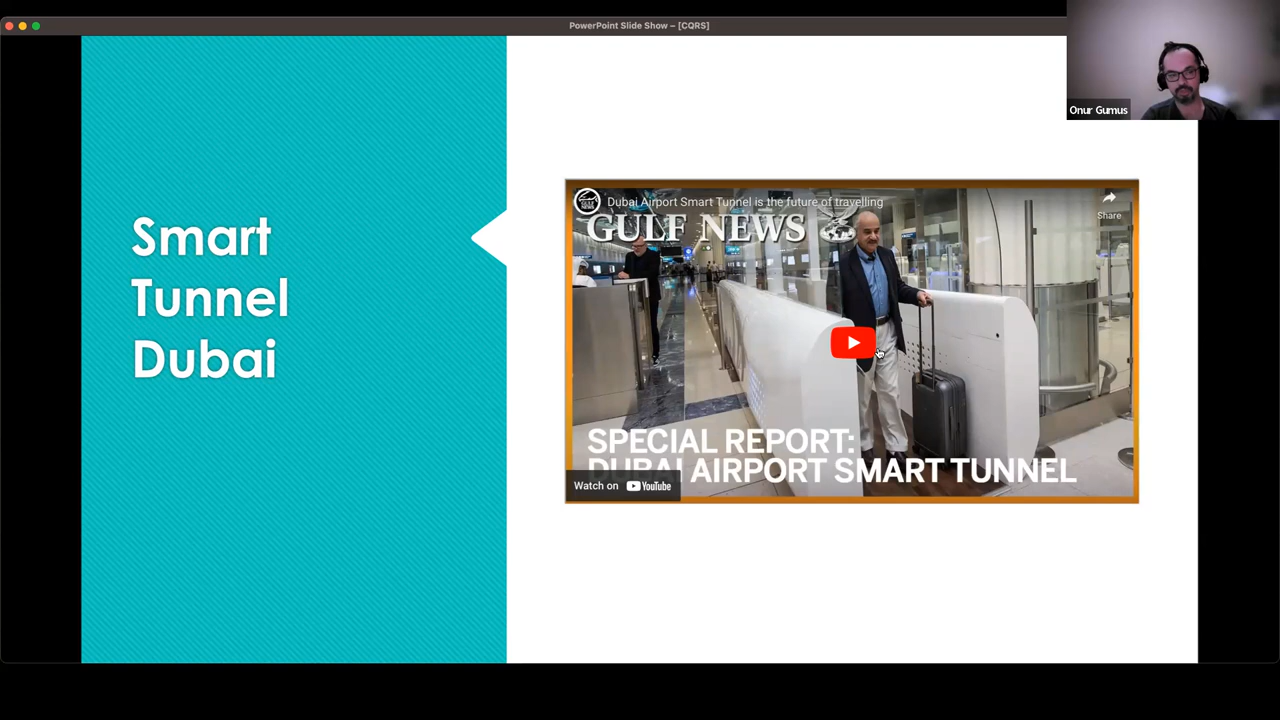 PowerPoint Slide Show – [CQRS]
Onur Gumus
Smart
Tunnel
Dubai
Dubai Airport Smart Tunnel is the future of travelling
Share
GULF NEWS
SPECIAL REPORT:
DUBAI AIRPORT SMART TUNNEL
Watch on YouTube